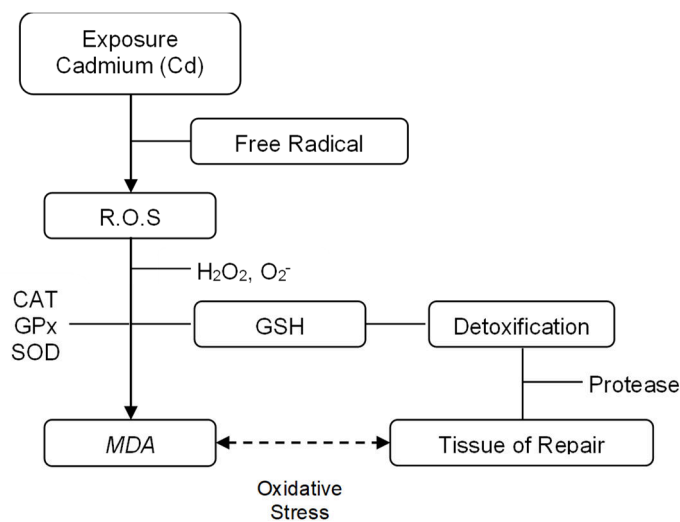 Exposure
Cadmium (Cd)
Free Radical
R.O.S
H₂O₂, O₂⁻
CAT
GPx
SOD
GSH
Detoxification
Protease
MDA
Tissue of Repair
Oxidative
Stress